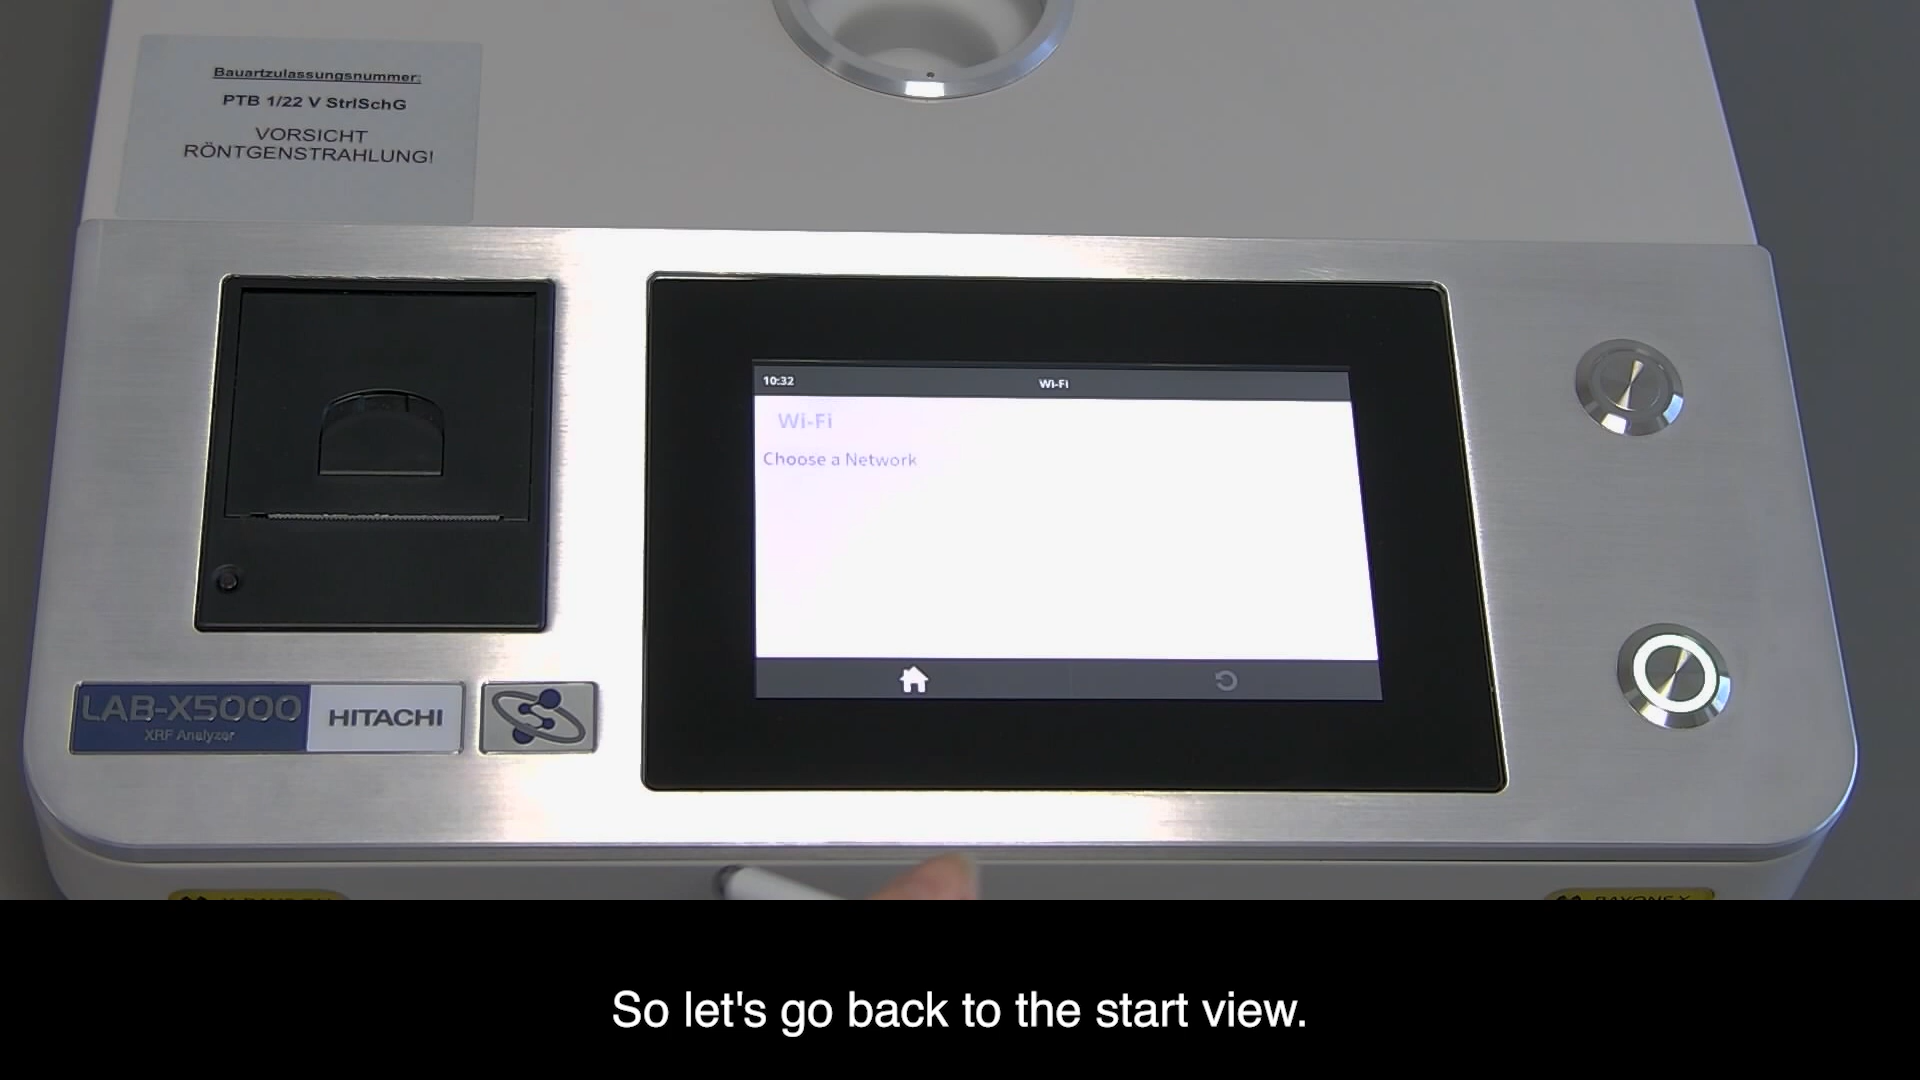 Bauartzulassungsnummer:
PTB 1/22 V StrlSchG
VORSICHT
RÖNTGENSTRAHLUNG!
10:32
Wi-Fi
Wi-Fi
Choose a Network
LAB-X5000
XRF Analyzer
HITACHI
So let's go back to the start view.